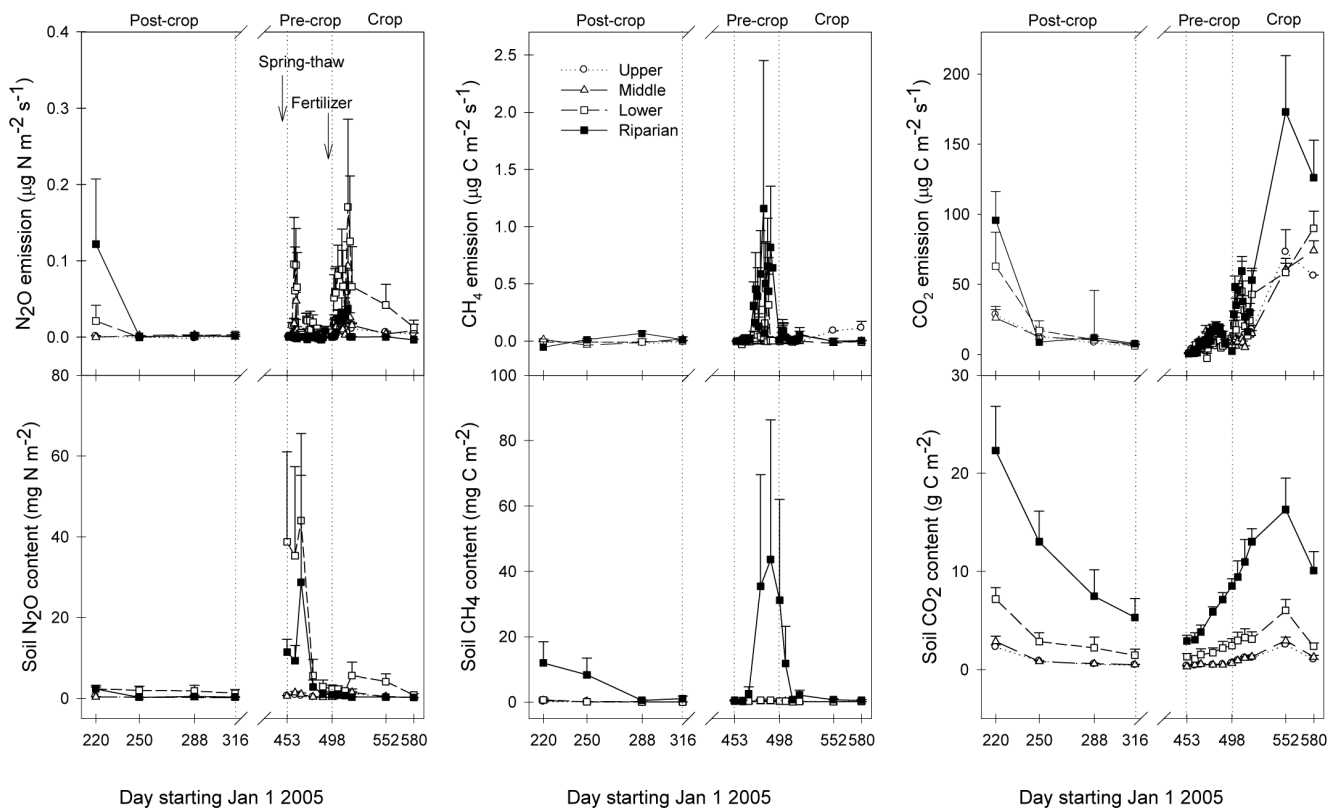 Post-crop Pre-crop Crop
Post-crop Pre-crop Crop
Post-crop Pre-crop Crop
N₂O emission (μg N m⁻² s⁻¹)
0.4
0.3
0.2
0.1
0.0
Spring-thaw
Fertilizer
CH₄ emission (μg C m⁻² s⁻¹)
2.5
2.0
1.5
1.0
0.5
0.0
Upper
Middle
Lower
Riparian
CO₂ emission (μg C m⁻² s⁻¹)
200
150
100
50
0
Soil N₂O content (mg N m⁻²)
80
60
40
20
0
220 250 288 316 453 498 552 580
Day starting Jan 1 2005
Soil CH4 content (mg C m⁻²)
100
80
60
40
20
0
220 250 288 316 453 498 552 580
Day starting Jan 1 2005
Soil CO₂ content (g C m⁻²)
30
20
10
0
220 250 288 316 453 498 552 580
Day starting Jan 1 2005